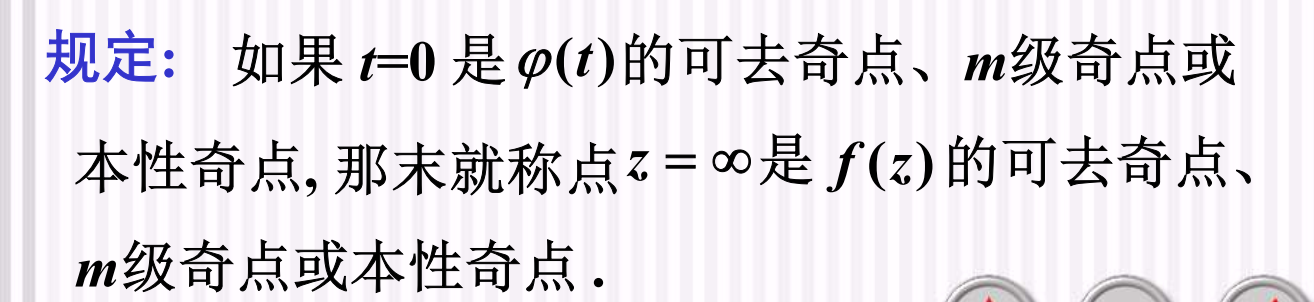 规定: 如果 t=0 是 φ(t)的可去奇点、m级奇点或
本性奇点, 那末就称点 z = ∞是 f (z) 的可去奇点、
m级奇点或本性奇点 .